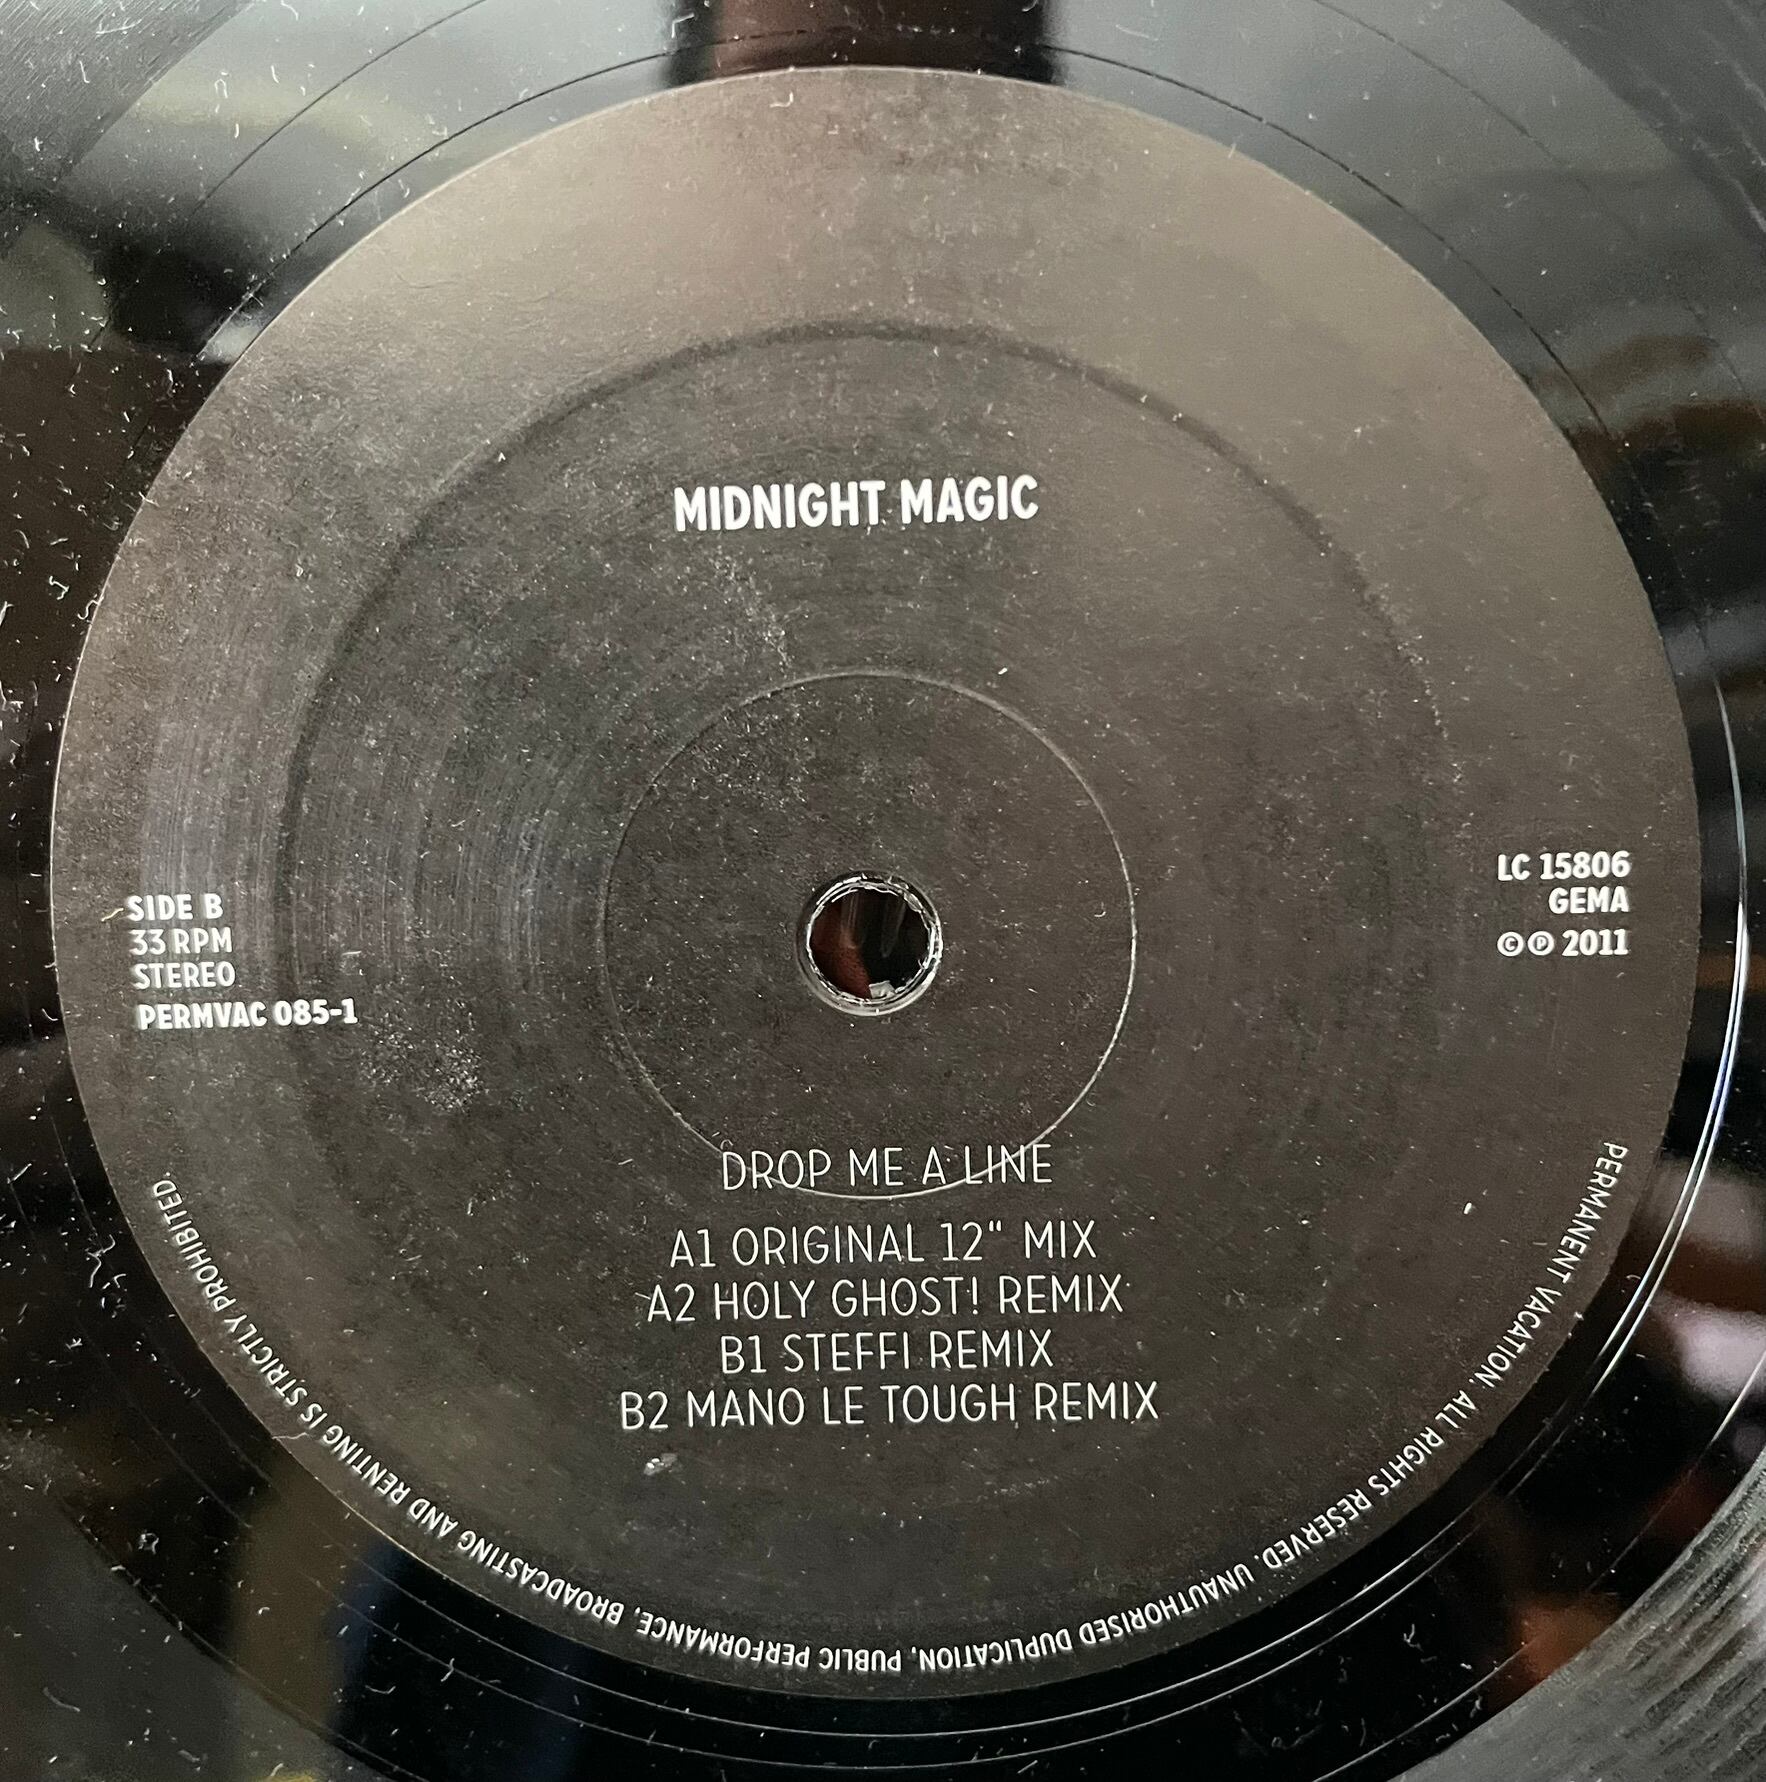 MIDNIGHT MAGIC
SIDE B
33 RPM
STEREO
PERMVAC 085-1
LC 15806
GEMA
©℗ 2011
DROP ME A LINE
A1 ORIGINAL 12“ MIX
A2 HOLY GHOST! REMIX
B1 STEFFI REMIX
B2 MANO LE TOUGH REMIX
PERMANENT VACATION. ALL RIGHTS RESERVED. UNAUTHORISED DUPLICATION, PUBLIC PERFORMANCE, BROADCASTING AND RENTING IS STRICTLY PROHIBITED.